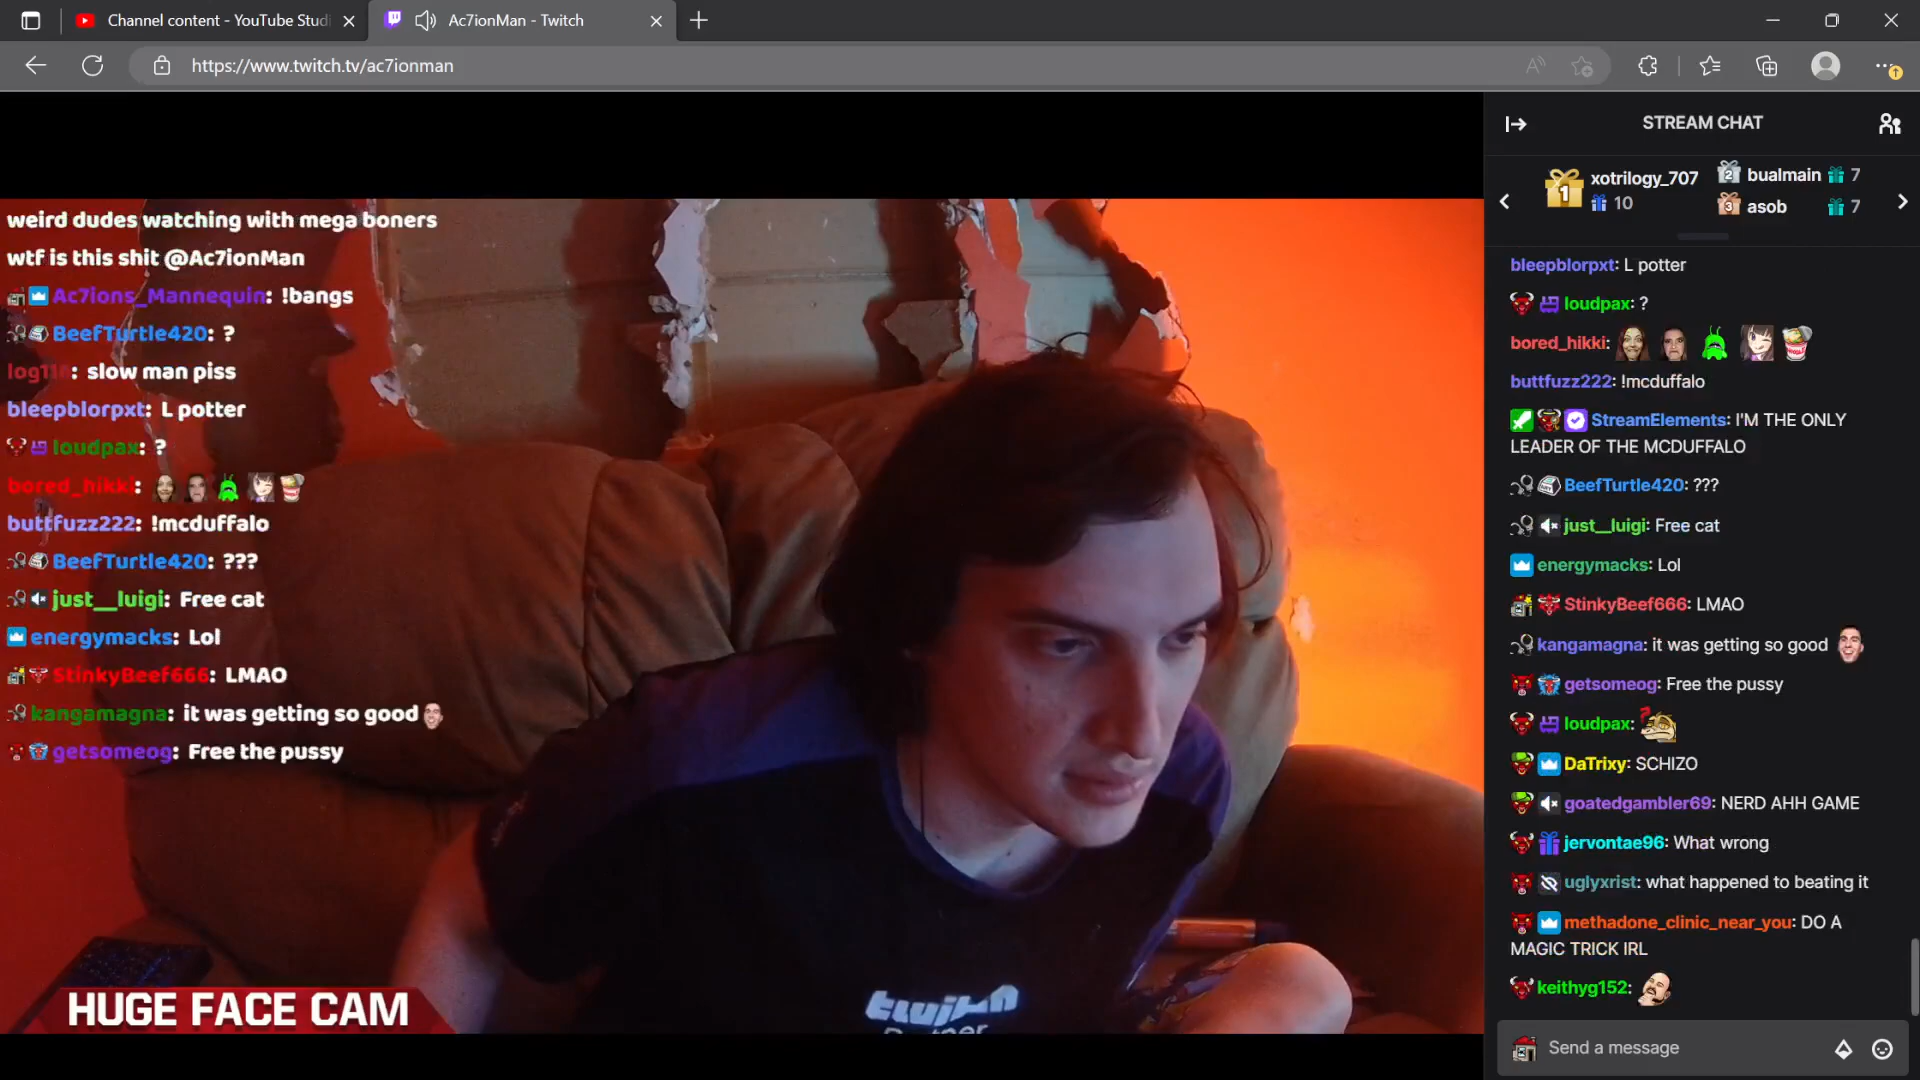 Channel content - YouTube Studi
Ac7ionMan - Twitch
https://www.twitch.tv/ac7ionman
weird dudes watching with mega boners
wtf is this shit @Ac7ionMan
Ac7ions_Mannequin: !bangs
BeefTurtle420: ?
slow man piss
bleepblorpxt: L potter
loudpax: ?
bored_hikki:
buttfuzz222: !mcduffalo
BeefTurtle420: ???
just__luigi: Free cat
energymacks: Lol
StinkyBeef666: LMAO
kangamagna: it was getting so good
getsomeog: Free the pussy
HUGE FACE CAM
twitch
Partner
STREAM CHAT
1 xotrilogy_707
10
2 bualmain 7
3 asob 7
bleepblorpxt: L potter
loudpax: ?
bored_hikki:
buttfuzz222: !mcduffalo
StreamElements: I'M THE ONLY
LEADER OF THE MCDUFFALO
BeefTurtle420: ???
just__luigi: Free cat
energymacks: Lol
StinkyBeef666: LMAO
kangamagna: it was getting so good
getsomeog: Free the pussy
loudpax:
DaTrixy: SCHIZO
goatedgambler69: NERD AHH GAME
jervontae96: What wrong
uglyxrist: what happened to beating it
methadone_clinic_near_you: DO A
MAGIC TRICK IRL
keithyg152:
Send a message